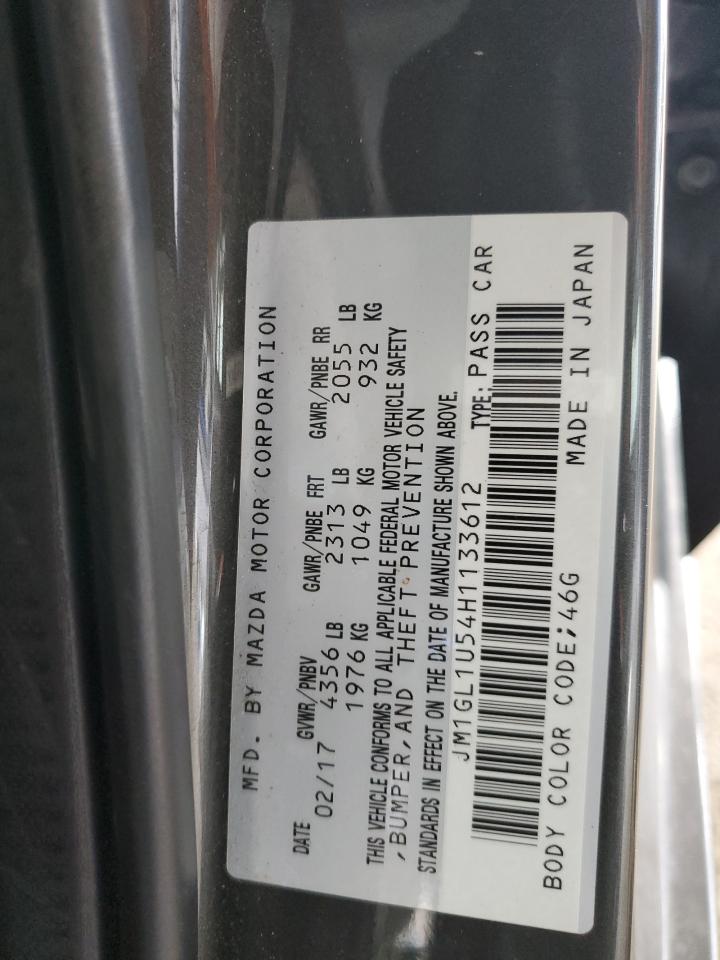 MFD. BY MAZDA MOTOR CORPORATION
DATE GVWR/PNBV GAWR/PNBE FRT GAWR/PNBE RR
02/17 4356 LB 2313 LB 2055 LB
1976 KG 1049 KG 932 KG
THIS VEHICLE CONFORMS TO ALL APPLICABLE FEDERAL MOTOR VEHICLE SAFETY
,BUMPER,AND THEFT PREVENTION
STANDARDS IN EFFECT ON THE DATE OF MANUFACTURE SHOWN ABOVE.
JM1GL1U54H1133612 TYPE: PASS CAR
BODY COLOR CODE;46G MADE IN JAPAN